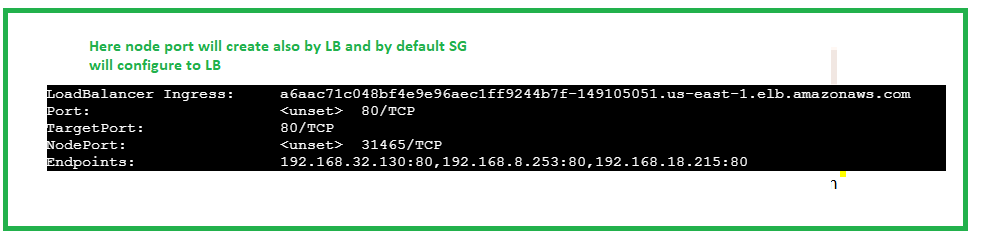 Here node port will create also by LB and by default SG
will configure to LB
LoadBalancer Ingress: a6aac71c048bf4e9e96aec1ff9244b7f-149105051.us-east-1.elb.amazonaws.com
Port: <unset> 80/TCP
TargetPort: 80/TCP
NodePort: <unset> 31465/TCP
Endpoints: 192.168.32.130:80,192.168.8.253:80,192.168.18.215:80